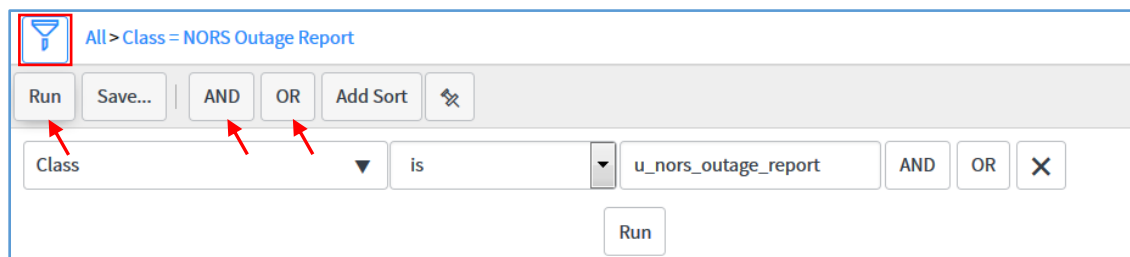 All > Class = NORS Outage Report
Run Save... AND OR Add Sort
Class is u_nors_outage_report AND OR
Run